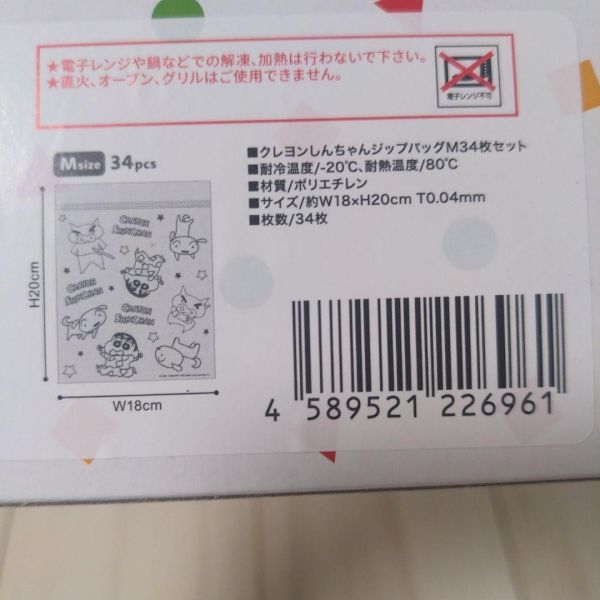 ★電子レンジや鍋などでの解凍、加熱は行わないで下さい。
★直火、オーブン、グリルはご使用できません。
電子レンジ不可
M size 34pcs
■クレヨンしんちゃんジップバッグM34枚セット
■耐冷温度/-20℃、耐熱温度/80℃
■材質/ポリエチレン
■サイズ/約W18×H20cm T0.04mm
■枚数/34枚
CRAYON
SHINCHAN
CRAYON
SHINCHAN
CRAYON
SHINCHAN
H20cm
W18cm
4 589521 226961